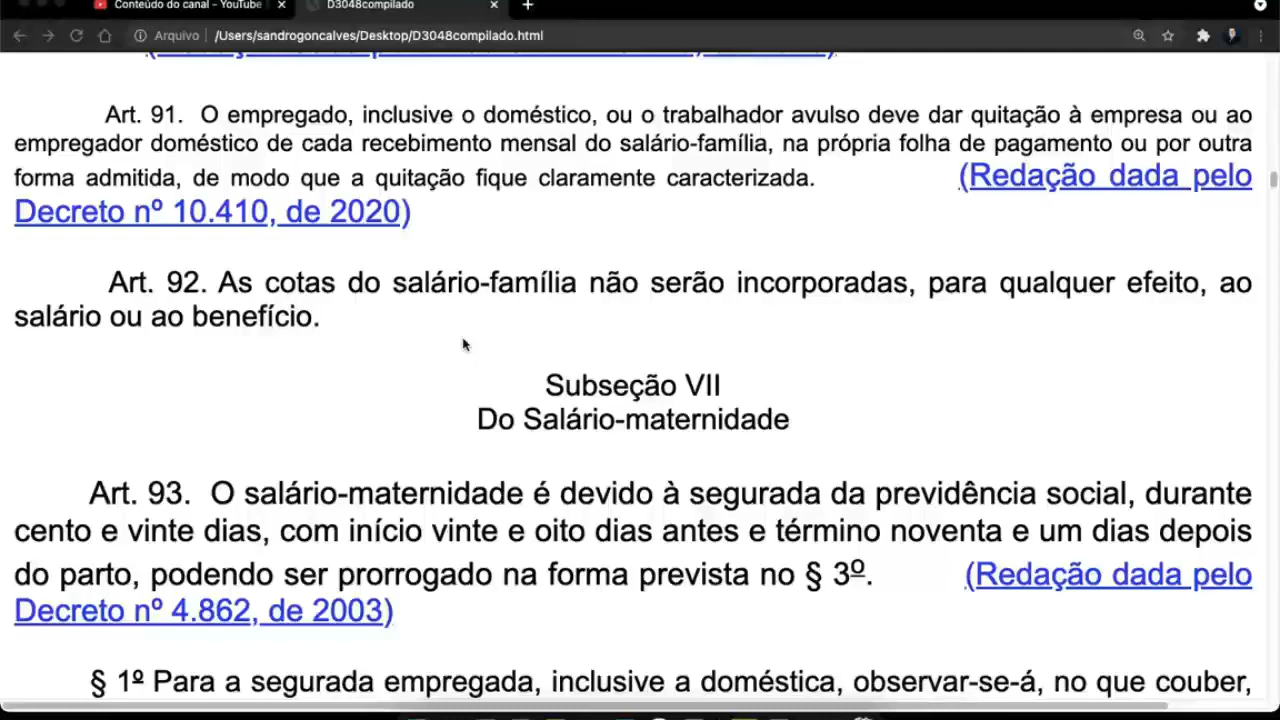 Conteúdo do canal - YouTube
D3048compilado
Arquivo /Users/sandrogoncalves/Desktop/D3048compilado.html
Art. 91. O empregado, inclusive o doméstico, ou o trabalhador avulso deve dar quitação à empresa ou ao
empregador doméstico de cada recebimento mensal do salário-família, na própria folha de pagamento ou por outra
forma admitida, de modo que a quitação fique claramente caracterizada. (Redação dada pelo
Decreto nº 10.410, de 2020)
Art. 92. As cotas do salário-família não serão incorporadas, para qualquer efeito, ao
salário ou ao benefício.
Subseção VII
Do Salário-maternidade
Art. 93. O salário-maternidade é devido à segurada da previdência social, durante
cento e vinte dias, com início vinte e oito dias antes e término noventa e um dias depois
do parto, podendo ser prorrogado na forma prevista no § 3º. (Redação dada pelo
Decreto nº 4.862, de 2003)
§ 1º Para a segurada empregada, inclusive a doméstica, observar-se-á, no que couber,